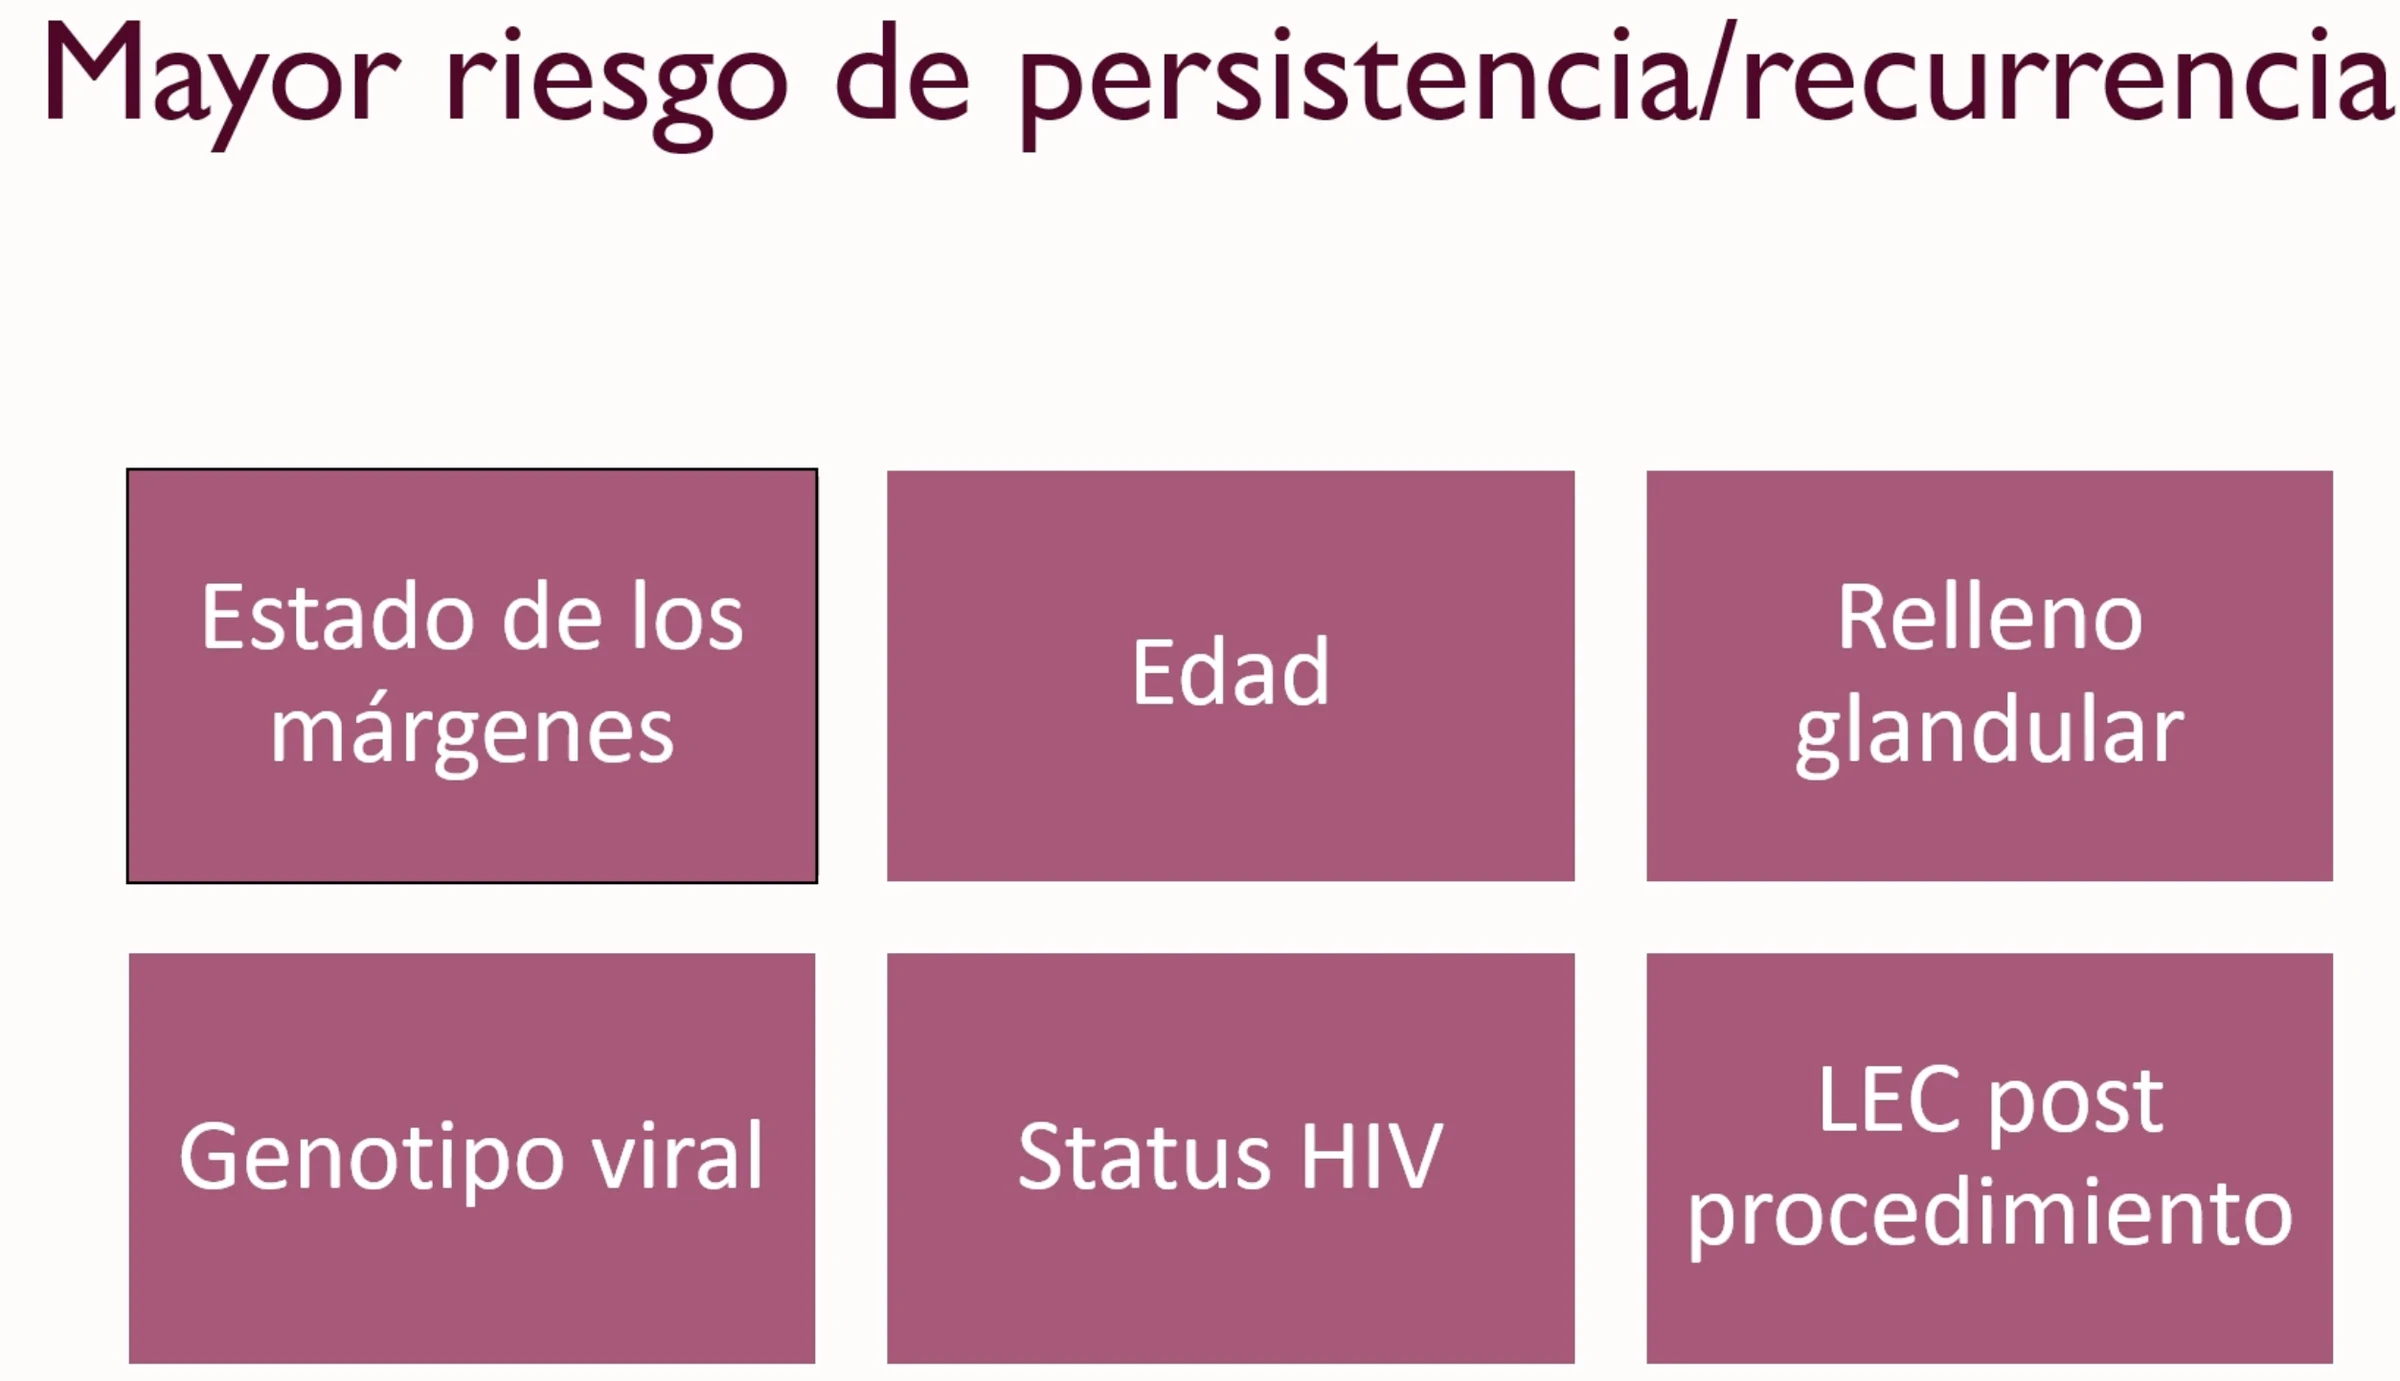 Mayor riesgo de persistencia/recurrencia
Estado de los
márgenes
Edad
Relleno
glandular
Genotipo viral
Status HIV
LEC post
procedimiento